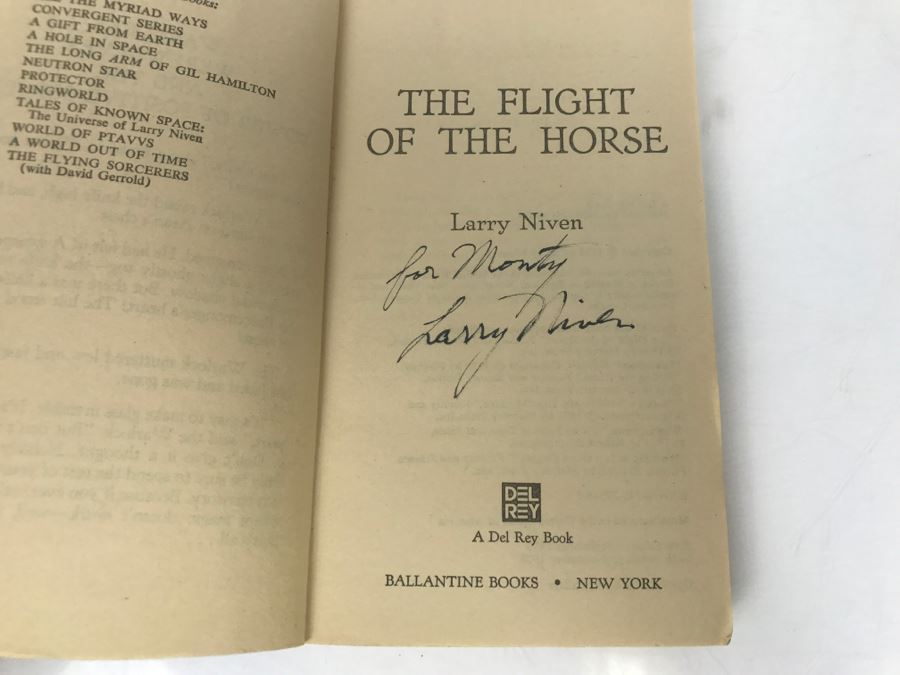 THE MYRIAD WAYS
CONVERGENT SERIES
A GIFT FROM EARTH
A HOLE IN SPACE
THE LONG ARM OF GIL HAMILTON
NEUTRON STAR
PROTECTOR
RINGWORLD
TALES OF KNOWN SPACE:
The Universe of Larry Niven
WORLD OF PTAVVS
A WORLD OUT OF TIME
THE FLYING SORCERERS
(with David Gerrold)
THE FLIGHT
OF THE HORSE
Larry Niven
for Monty
Larry Niven
DEL
REY
A Del Rey Book
BALLANTINE BOOKS • NEW YORK